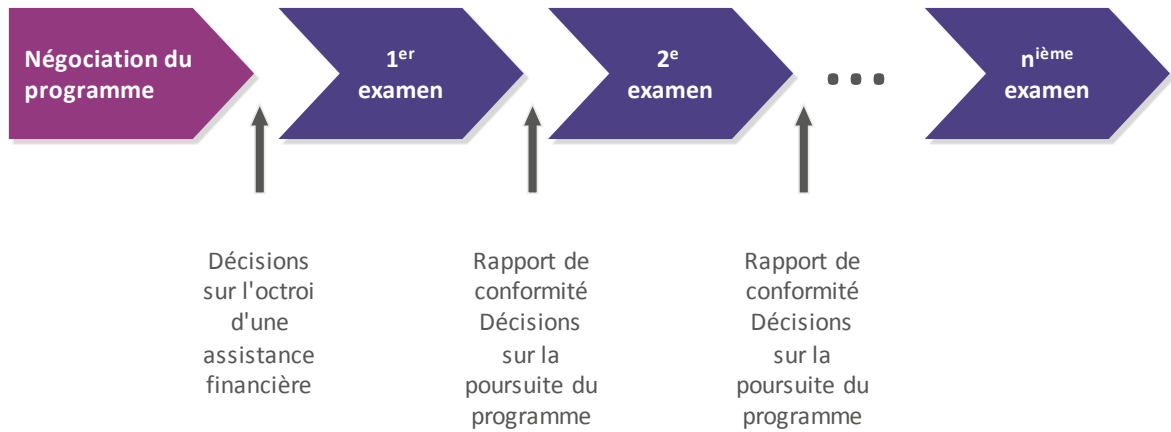 Négociation du
programme
1er
examen
2e
examen
...
nième
examen
Décisions
sur l'octroi
d'une
assistance
financière
Rapport de
conformité
Décisions
sur la
poursuite du
programme
Rapport de
conformité
Décisions
sur la
poursuite du
programme